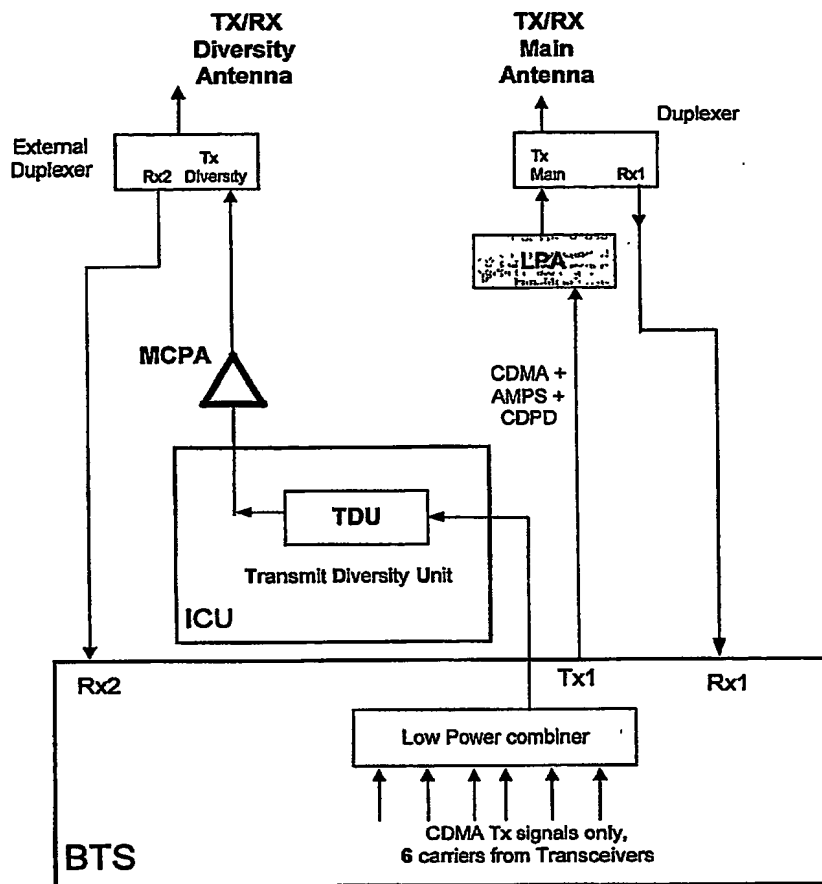 TX/RX
Diversity
Antenna
TX/RX
Main
Antenna
External
Duplexer
Rx2
Tx
Diversity
Duplexer
Tx
Main
Rx1
LPA
MCPA
CDMA +
AMPS +
CDPD
TDU
Transmit Diversity Unit
ICU
Rx2
Tx1
Rx1
Low Power combiner
CDMA Tx signals only,
6 carriers from Transceivers
BTS